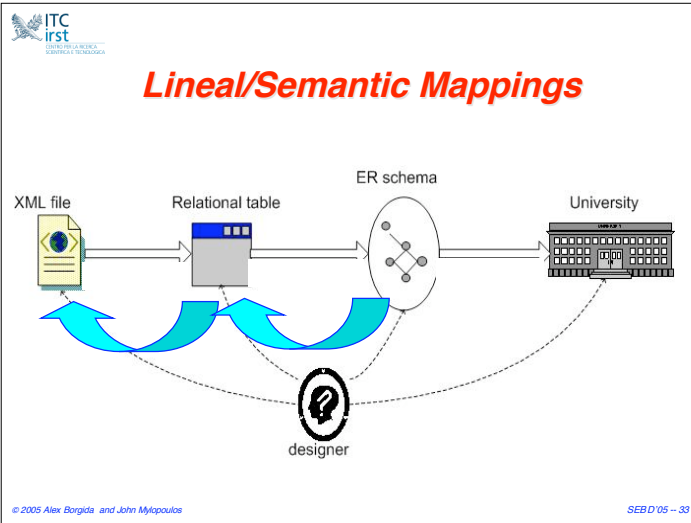 ITC
irst
CENTRO PER LA RICERCA
SCIENTIFICA E TECNOLOGICA
Lineal/Semantic Mappings
ER schema
XML file
Relational table
University
designer
© 2005 Alex Borgida and John Mylopoulos
SEBD'05 -- 33